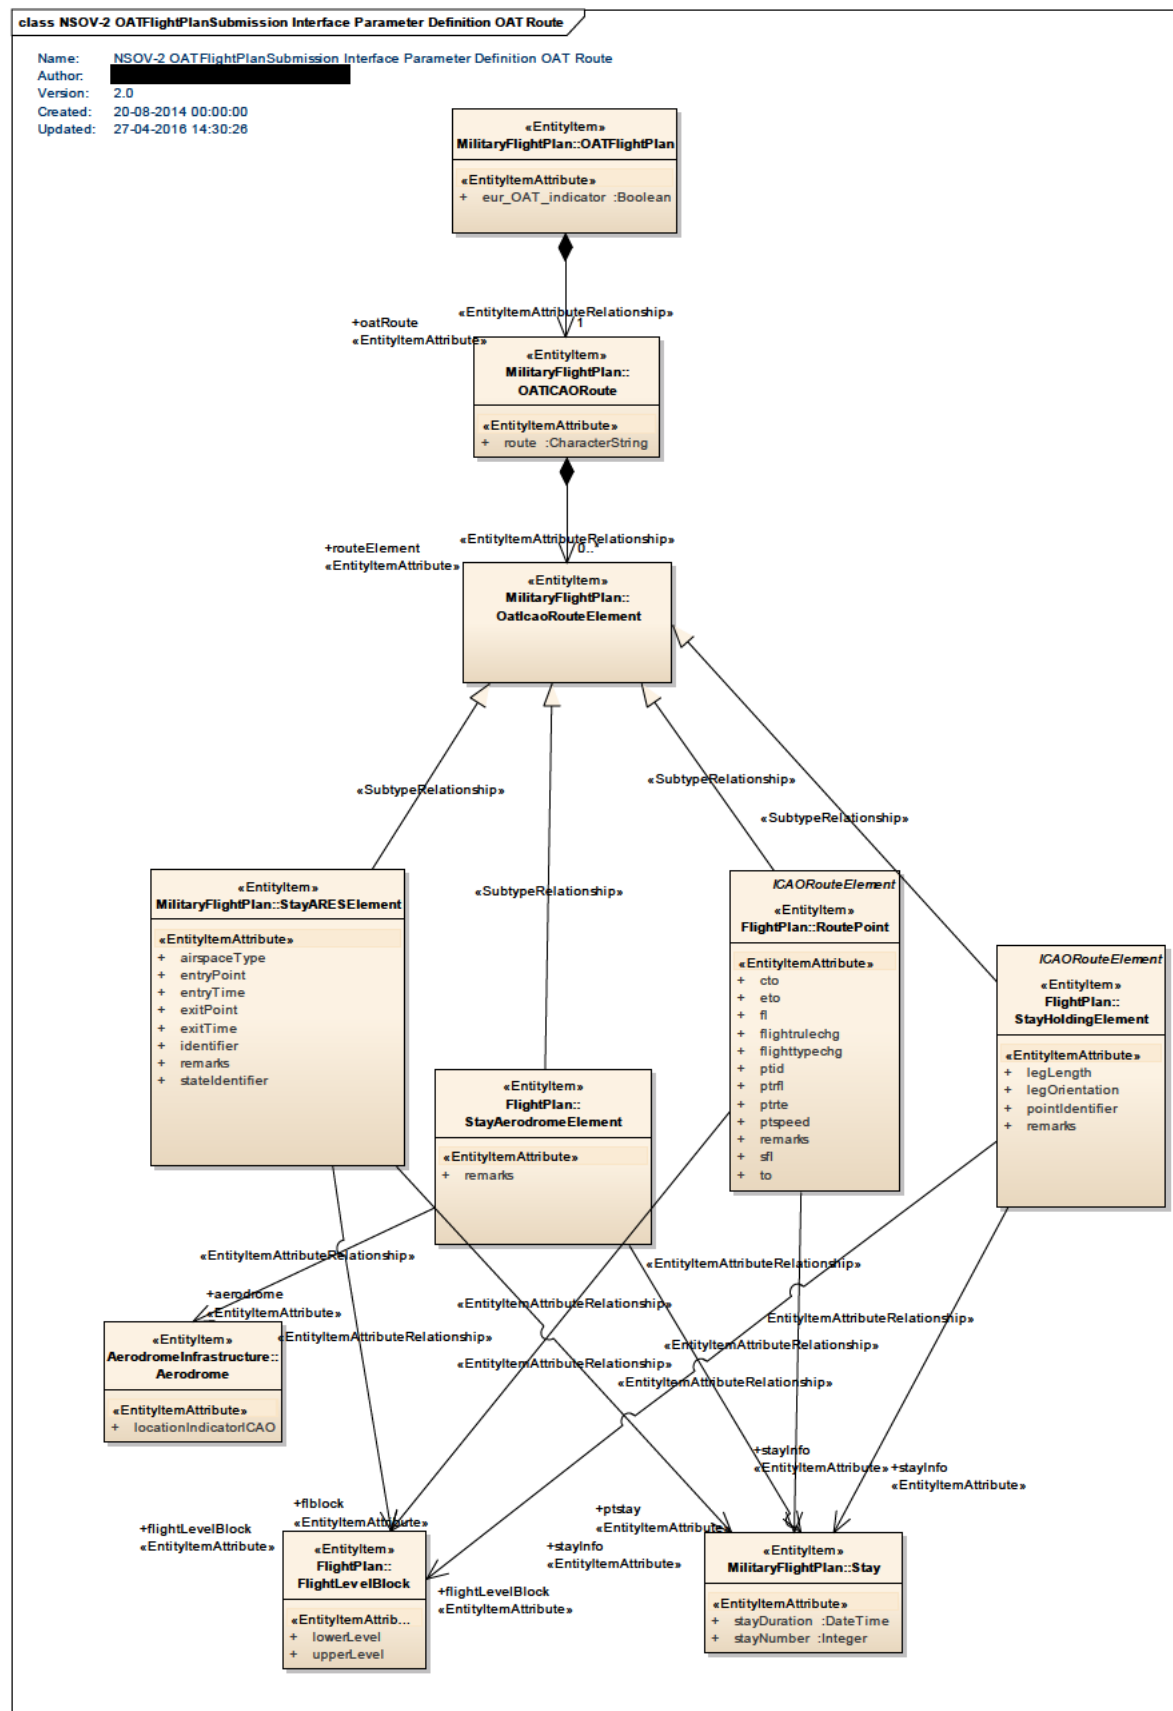 class NSOV-2 OATFlightPlanSubmission Interface Parameter Definition OAT Route
Name: NSOV-2 OATFlightPlanSubmission Interface Parameter Definition OAT Route
Author:
Version: 2.0
Created: 20-08-2014 00:00:00
Updated: 27-04-2016 14:30:26
«EntityItem»
MilitaryFlightPlan::OATFlightPlan
«EntityItemAttribute»
+ eur_OAT_indicator :Boolean
«EntityItemAttributeRelationship»
+oatRoute
1
«EntityItemAttribute»
«EntityItem»
MilitaryFlightPlan::
OATICAORoute
«EntityItemAttribute»
+ route :CharacterString
«EntityItemAttributeRelationship»
+routeElement
0..*
«EntityItemAttribute»
«EntityItem»
MilitaryFlightPlan::
OatIcaoRouteElement
«SubtypeRelationship»
«SubtypeRelationship»
«SubtypeRelationship»
«SubtypeRelationship»
«EntityItem»
MilitaryFlightPlan::StayARESElement
«EntityItemAttribute»
+ airspaceType
+ entryPoint
+ entryTime
+ exitPoint
+ exitTime
+ identifier
+ remarks
+ stateIdentifier
ICAORouteElement
«EntityItem»
FlightPlan::RoutePoint
«EntityItemAttribute»
+ cto
+ eto
+ fl
+ flightrulechg
+ flighttypechg
+ ptid
+ ptrfl
+ ptrte
+ ptspeed
+ remarks
+ sfl
+ to
ICAORouteElement
«EntityItem»
FlightPlan::
StayHoldingElement
«EntityItemAttribute»
+ legLength
+ legOrientation
+ pointIdentifier
+ remarks
«EntityItem»
FlightPlan::
StayAerodromeElement
«EntityItemAttribute»
+ remarks
«EntityItemAttributeRelationship»
«EntityItemAttributeRelationship»
+aerodrome
«EntityItemAttribute»
«EntityItemAttributeRelationship»
EntityItemAttributeRelationship»
«EntityItemAttributeRelationship»
«EntityItemAttributeRelationship»
«EntityItemAttributeRelationship»
«EntityItemAttributeRelationship»
«EntityItem»
AerodromeInfrastructure::
Aerodrome
«EntityItemAttribute»
+ locationIndicatorICAO
+stayInfo
«EntityItemAttribute»
+stayInfo
«EntityItemAttribute»
+flblock
«EntityItemAttribute»
+flightLevelBlock
«EntityItemAttribute»
+ptstay
«EntityItemAttribute»
+stayInfo
«EntityItemAttribute»
+flightLevelBlock
«EntityItemAttribute»
«EntityItem»
FlightPlan::
FlightLevelBlock
«EntityItemAttrib...
+ lowerLevel
+ upperLevel
«EntityItem»
MilitaryFlightPlan::Stay
«EntityItemAttribute»
+ stayDuration :DateTime
+ stayNumber :Integer